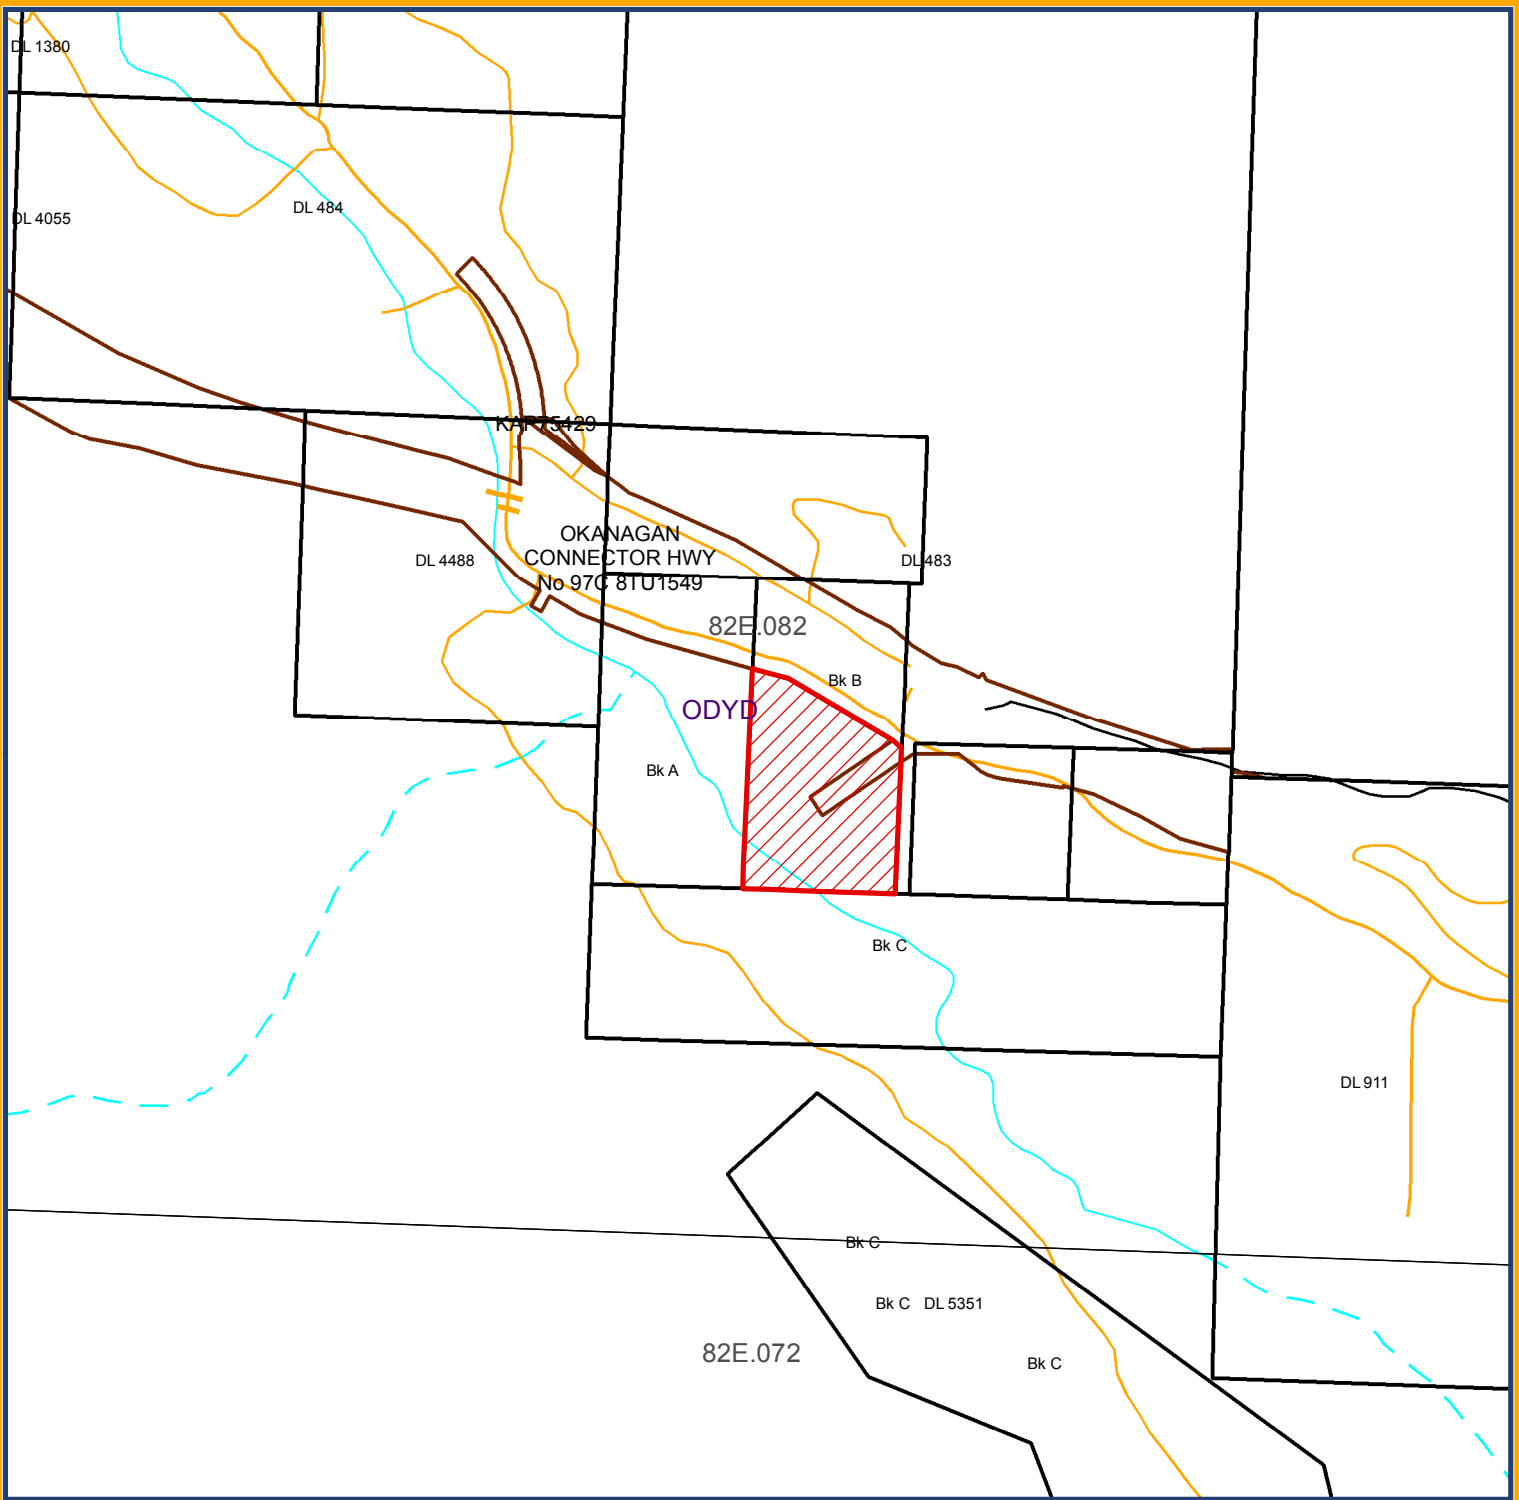 DL 1380
DL 484
DL 4055
KAP75429
OKANAGAN
CONNECTOR HWY
No 97C 8TU1549
DL 4488
DL 483
82E.082
Bk B
ODYD
Bk A
Bk C
DL 911
Bk C
Bk C DL 5351
82E.072
Bk C